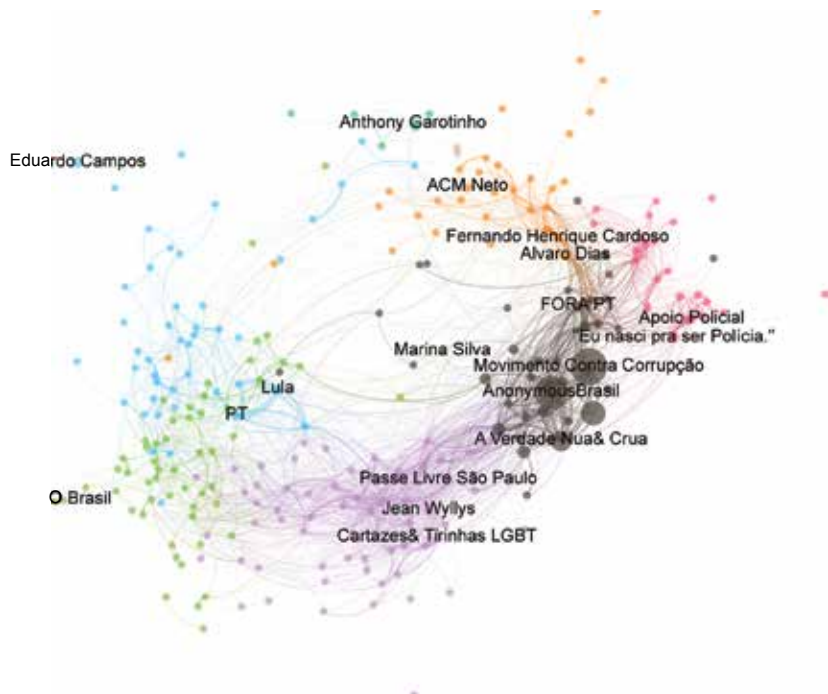 Anthony Garotinho
Eduardo Campos
ACM Neto
Fernando Henrique Cardoso
Alvaro Dias
FORA PT
Apoio Policial
"Eu nasci pra ser Polícia."
Marina Silva
Movimento Contra Corrupção
Lula
AnonymousBrasil
PT
A Verdade Nua& Crua
Passe Livre São Paulo
O Brasil
Jean Wyllys
Cartazes& Tirinhas LGBT